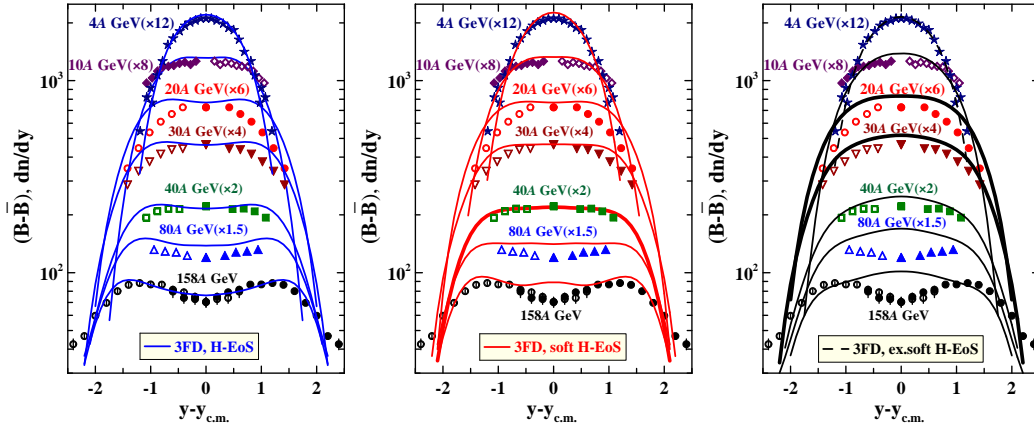 (B-B̅), dn/dy
4A GeV(×12)
10A GeV(×8)
20A GeV(×6)
30A GeV(×4)
40A GeV(×2)
80A GeV(×1.5)
158A GeV
3FD, H-EoS
10³
10²
-2 -1 0 1 2
y-y c.m.
(B-B̅), dn/dy
4A GeV(×12)
10A GeV(×8)
20A GeV(×6)
30A GeV(×4)
40A GeV(×2)
80A GeV(×1.5)
158A GeV
3FD, soft H-EoS
10³
10²
-2 -1 0 1 2
y-y c.m.
(B-B̅), dn/dy
4A GeV(×12)
10A GeV(×8)
20A GeV(×6)
30A GeV(×4)
40A GeV(×2)
80A GeV(×1.5)
158A GeV
3FD, ex.soft H-EoS
10³
10²
-2 -1 0 1 2
y-y c.m.